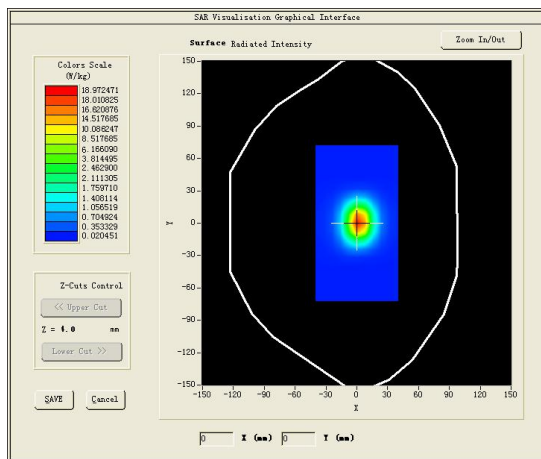 SAR Visualisation Graphical Interface
Surface Radiated Intensity
Zoom In/Out
Colors Scale
(W/kg)
18.972471
18.010825
16.620876
14.517685
10.086247
8.517685
6.166090
3.814495
2.462900
2.111305
1.759710
1.408114
1.056519
0.704924
0.353329
0.020451
Z-Cuts Control
<< Upper Cut
Z = 4.0 mm
Lower Cut >>
SAVE
Cancel
150
120
90
60
30
0
-30
-60
-90
-120
-150
Y
-150 -120 -90 -60 -30 0 30 60 90 120 150
X
0 X (mm) 0 Y (mm)